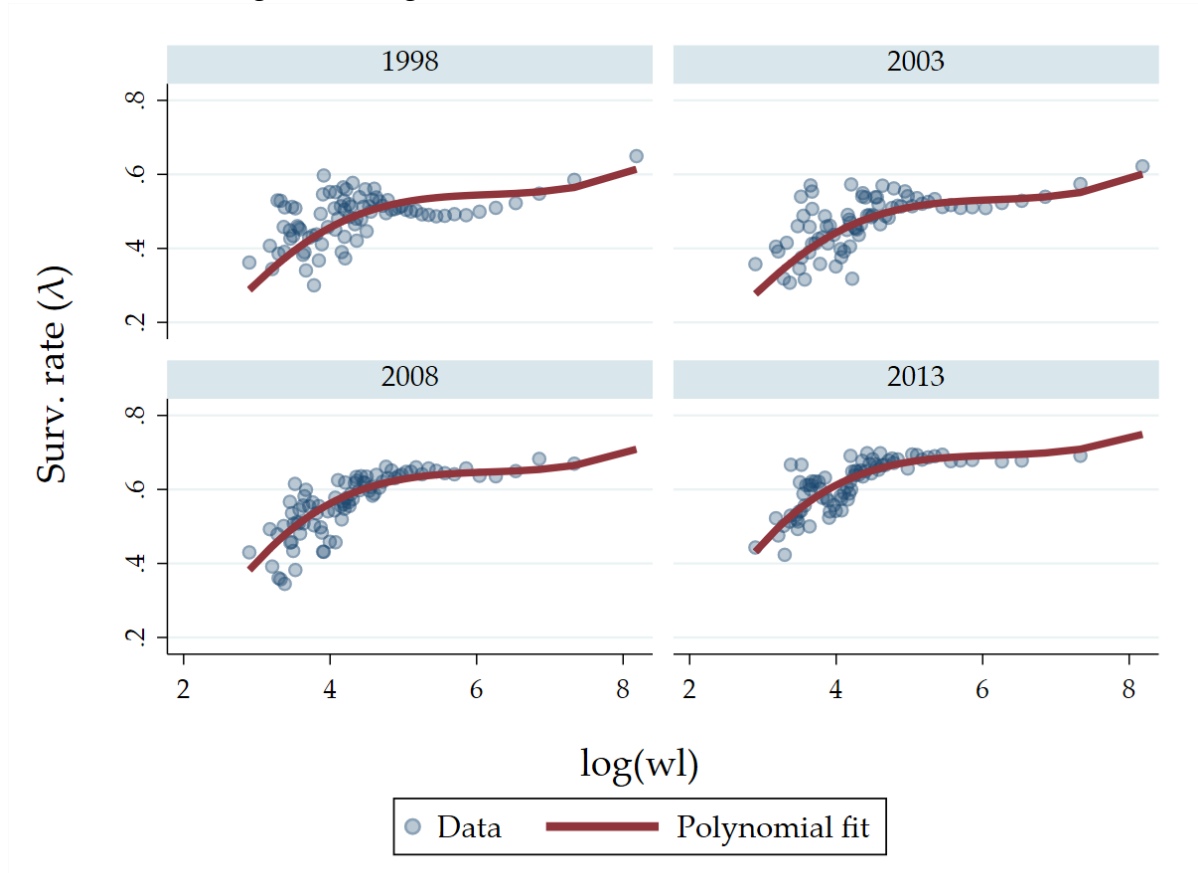 1998 2003
.8
.6
.4
.2
2008 2013
.8
.6
.4
.2
Surv. rate (λ)
2 4 6 8 2 4 6 8
log(wl)
Data Polynomial fit